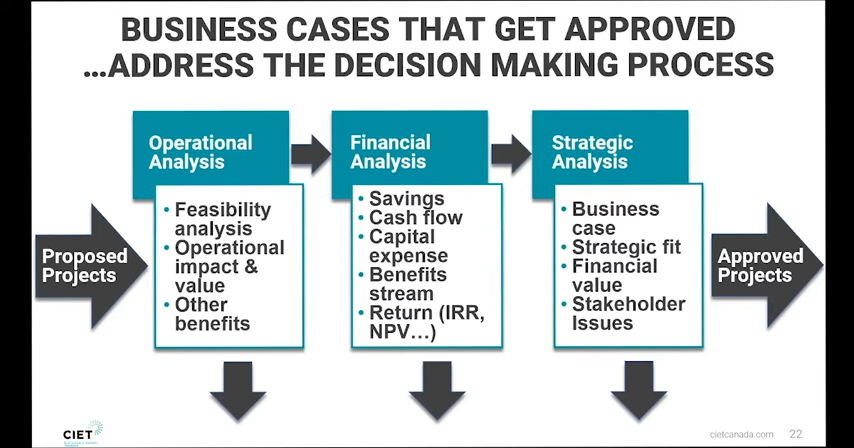 BUSINESS CASES THAT GET APPROVED
...ADDRESS THE DECISION MAKING PROCESS
Proposed
Projects
Operational
Analysis
• Feasibility
analysis
• Operational
impact &
value
• Other
benefits
Financial
Analysis
• Savings
• Cash flow
• Capital
expense
• Benefits
stream
• Return (IRR,
NPV...)
Strategic
Analysis
• Business
case
• Strategic fit
• Financial
value
• Stakeholder
Issues
Approved
Projects
CIET
cietcanada.com 22